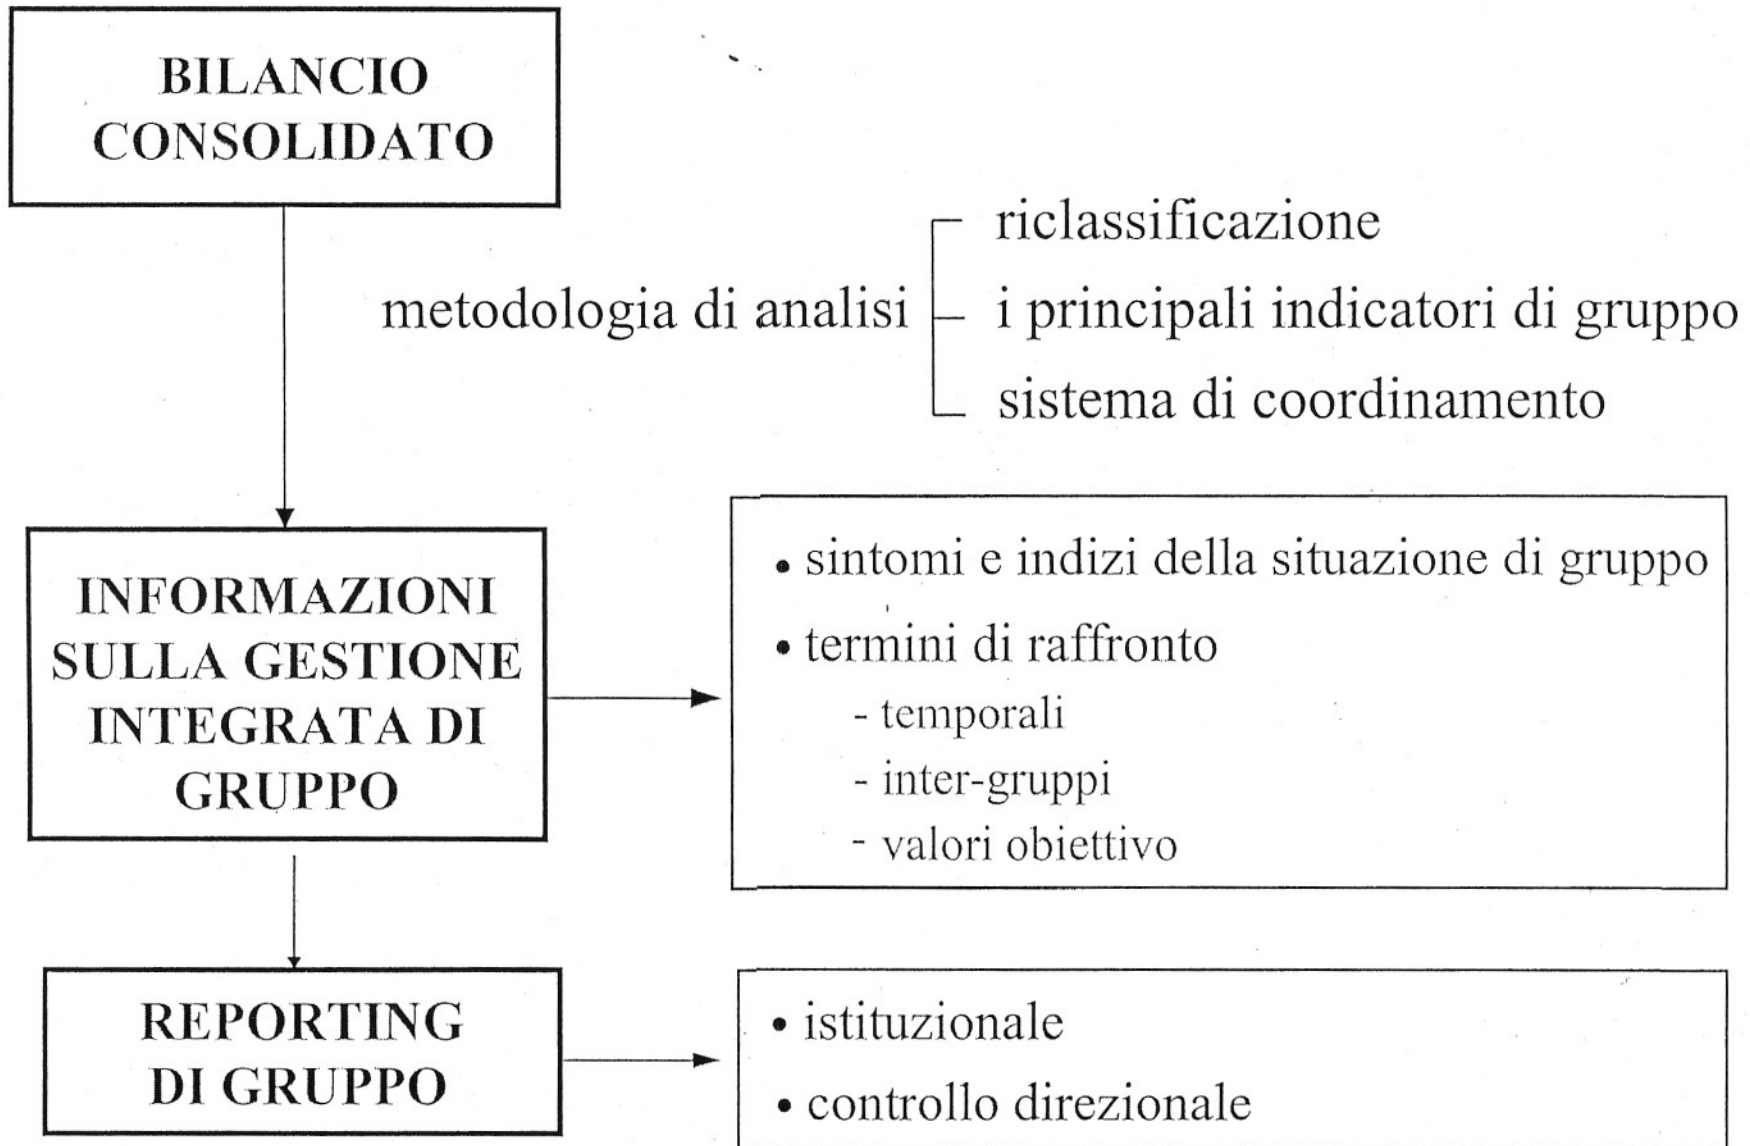 BILANCIO
CONSOLIDATO
metodologia di analisi
riclassificazione
i principali indicatori di gruppo
sistema di coordinamento
INFORMAZIONI
SULLA GESTIONE
INTEGRATA DI
GRUPPO
• sintomi e indizi della situazione di gruppo
• termini di raffronto
- temporali
- inter-gruppi
- valori obiettivo
REPORTING
DI GRUPPO
• istituzionale
• controllo direzionale